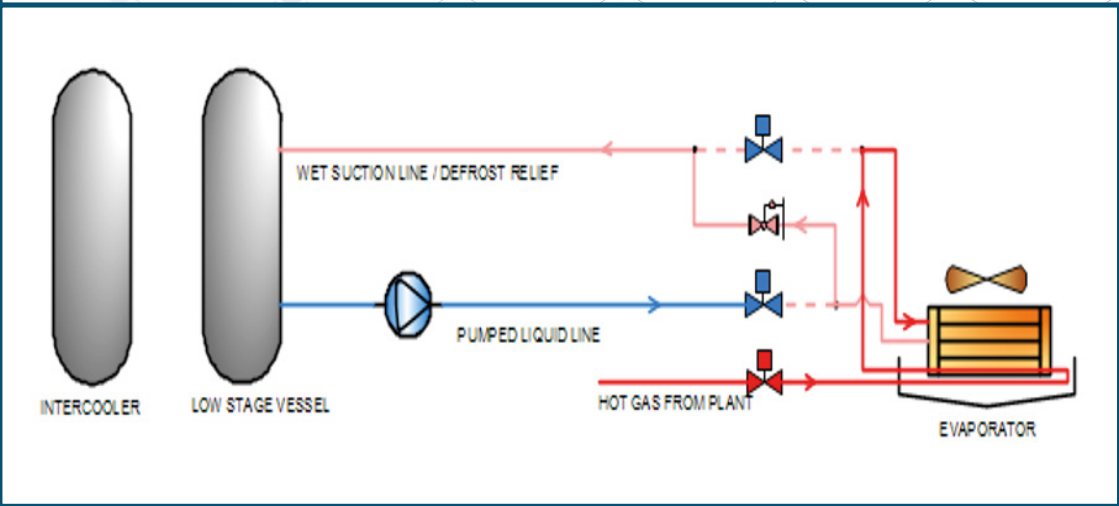 WET SUCTION LINE / DEFROST RELIEF
PUMPED LIQUID LINE
INTERCOOLER
LOW STAGE VESSEL
HOT GAS FROM PLANT
EVAPORATOR